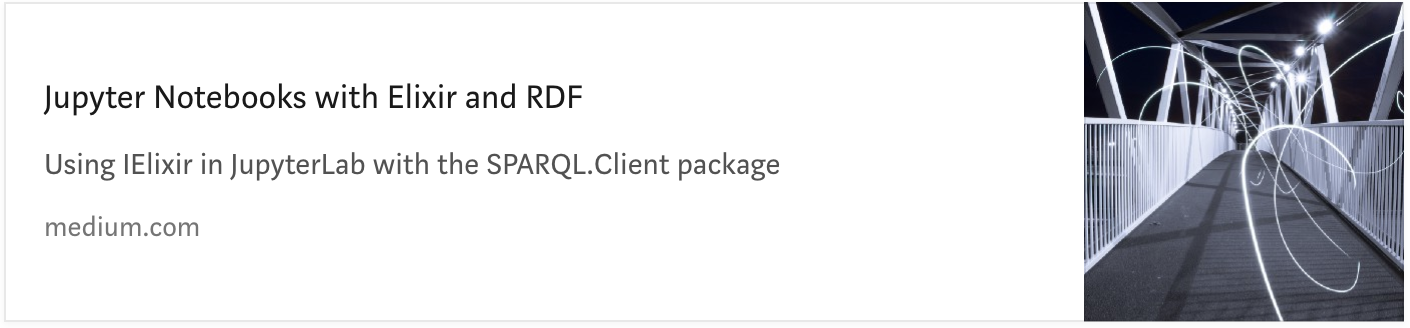 Jupyter Notebooks with Elixir and RDF
Using IElixir in JupyterLab with the SPARQL.Client package
medium.com